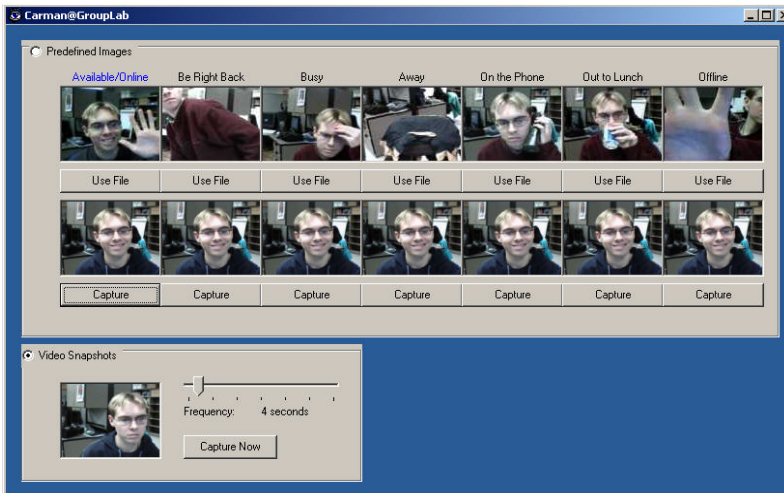 Carman@GroupLab
Predefined Images
Available/Online Be Right Back Busy Away On the Phone Out to Lunch Offline
Use File Use File Use File Use File Use File Use File Use File
Capture Capture Capture Capture Capture Capture Capture
Video Snapshots
Frequency: 4 seconds
Capture Now